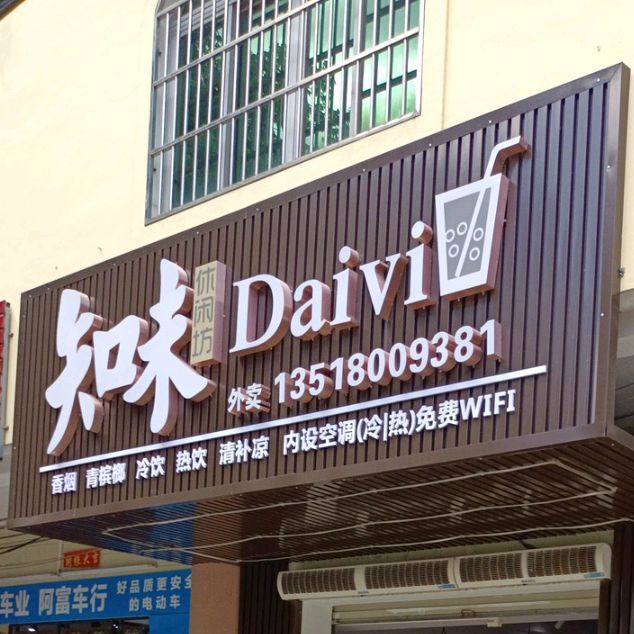 知味
休闲坊
Daivi
外卖 13518009381
香烟 青槟榔 冷饮 热饮 清补凉 内设空调(冷|热)免费WIFI
车业 阿富车行
好品质更安全
的电动车